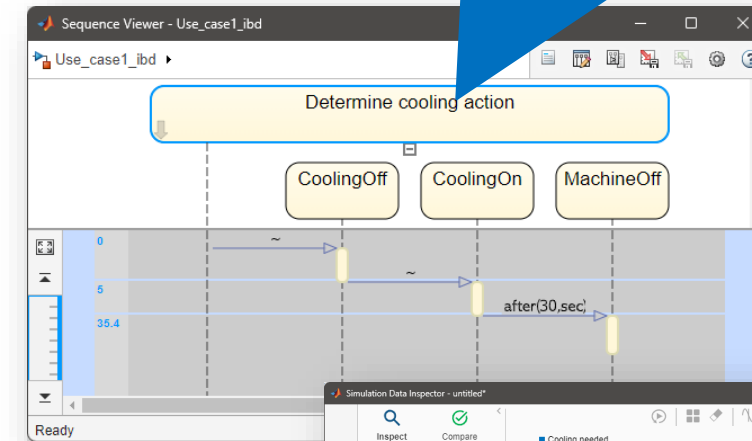 Sequence Viewer - Use_case1_ibd
Use_case1_ibd
Determine cooling action
CoolingOff
CoolingOn
MachineOff
0
~
~
5
after(30,sec)
35.4
Simulation Data Inspector - untitled*
Inspect
Compare
Cooling needed
Ready